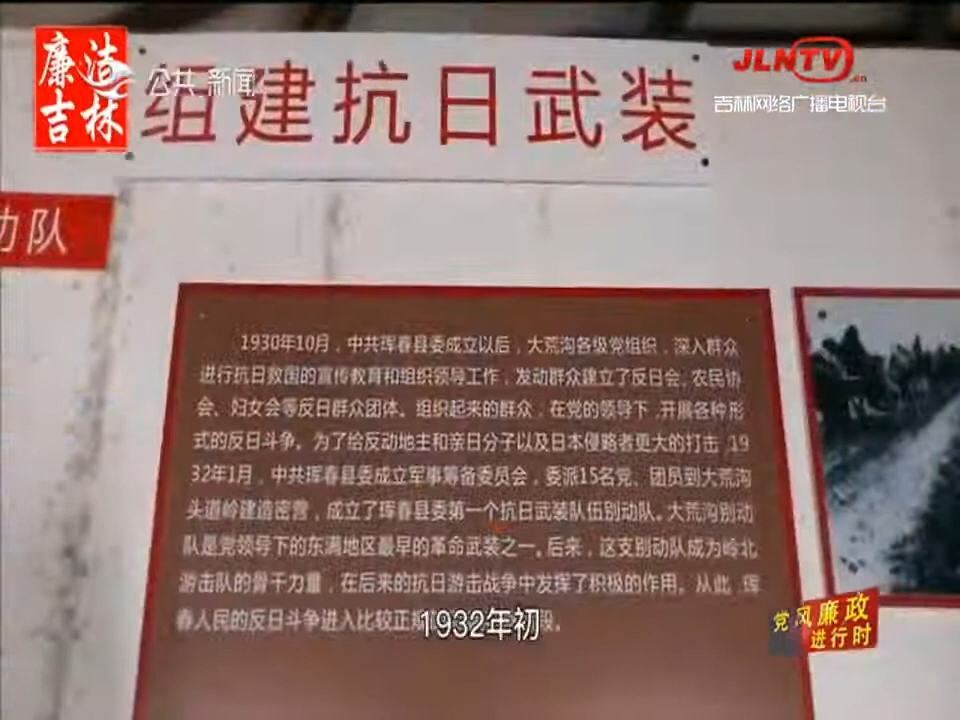 廉洁
吉林
公共 新闻
JLNTV.cn
吉林网络广播电视台
组建抗日武装
动队
1930年10月，中共珲春县委成立以后，大荒沟各级党组织，深入群众
进行抗日救国的宣传教育和组织领导工作，发动群众建立了反日会、农民协
会、妇女会等反日群众团体。组织起来的群众，在党的领导下，开展各种形
式的反日斗争。为了给反动地主和亲日分子以及日本侵略者更大的打击，19
32年1月，中共珲春县委成立军事筹备委员会，委派15名党、团员到大荒沟
头道岭建造密营，成立了珲春县委第一个抗日武装队伍别动队。大荒沟别动
队是党领导下的东满地区最早的革命武装之一。后来，这支别动队成为岭北
游击队的骨干力量，在后来的抗日游击战争中发挥了积极的作用。从此，珲
春人民的反日斗争进入比较正规 段。
1932年初
党风廉政
进行时